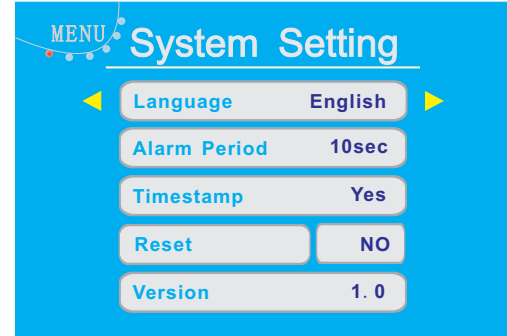 MENU
System Setting
Language English
Alarm Period 10sec
Timestamp Yes
Reset NO
Version 1. 0